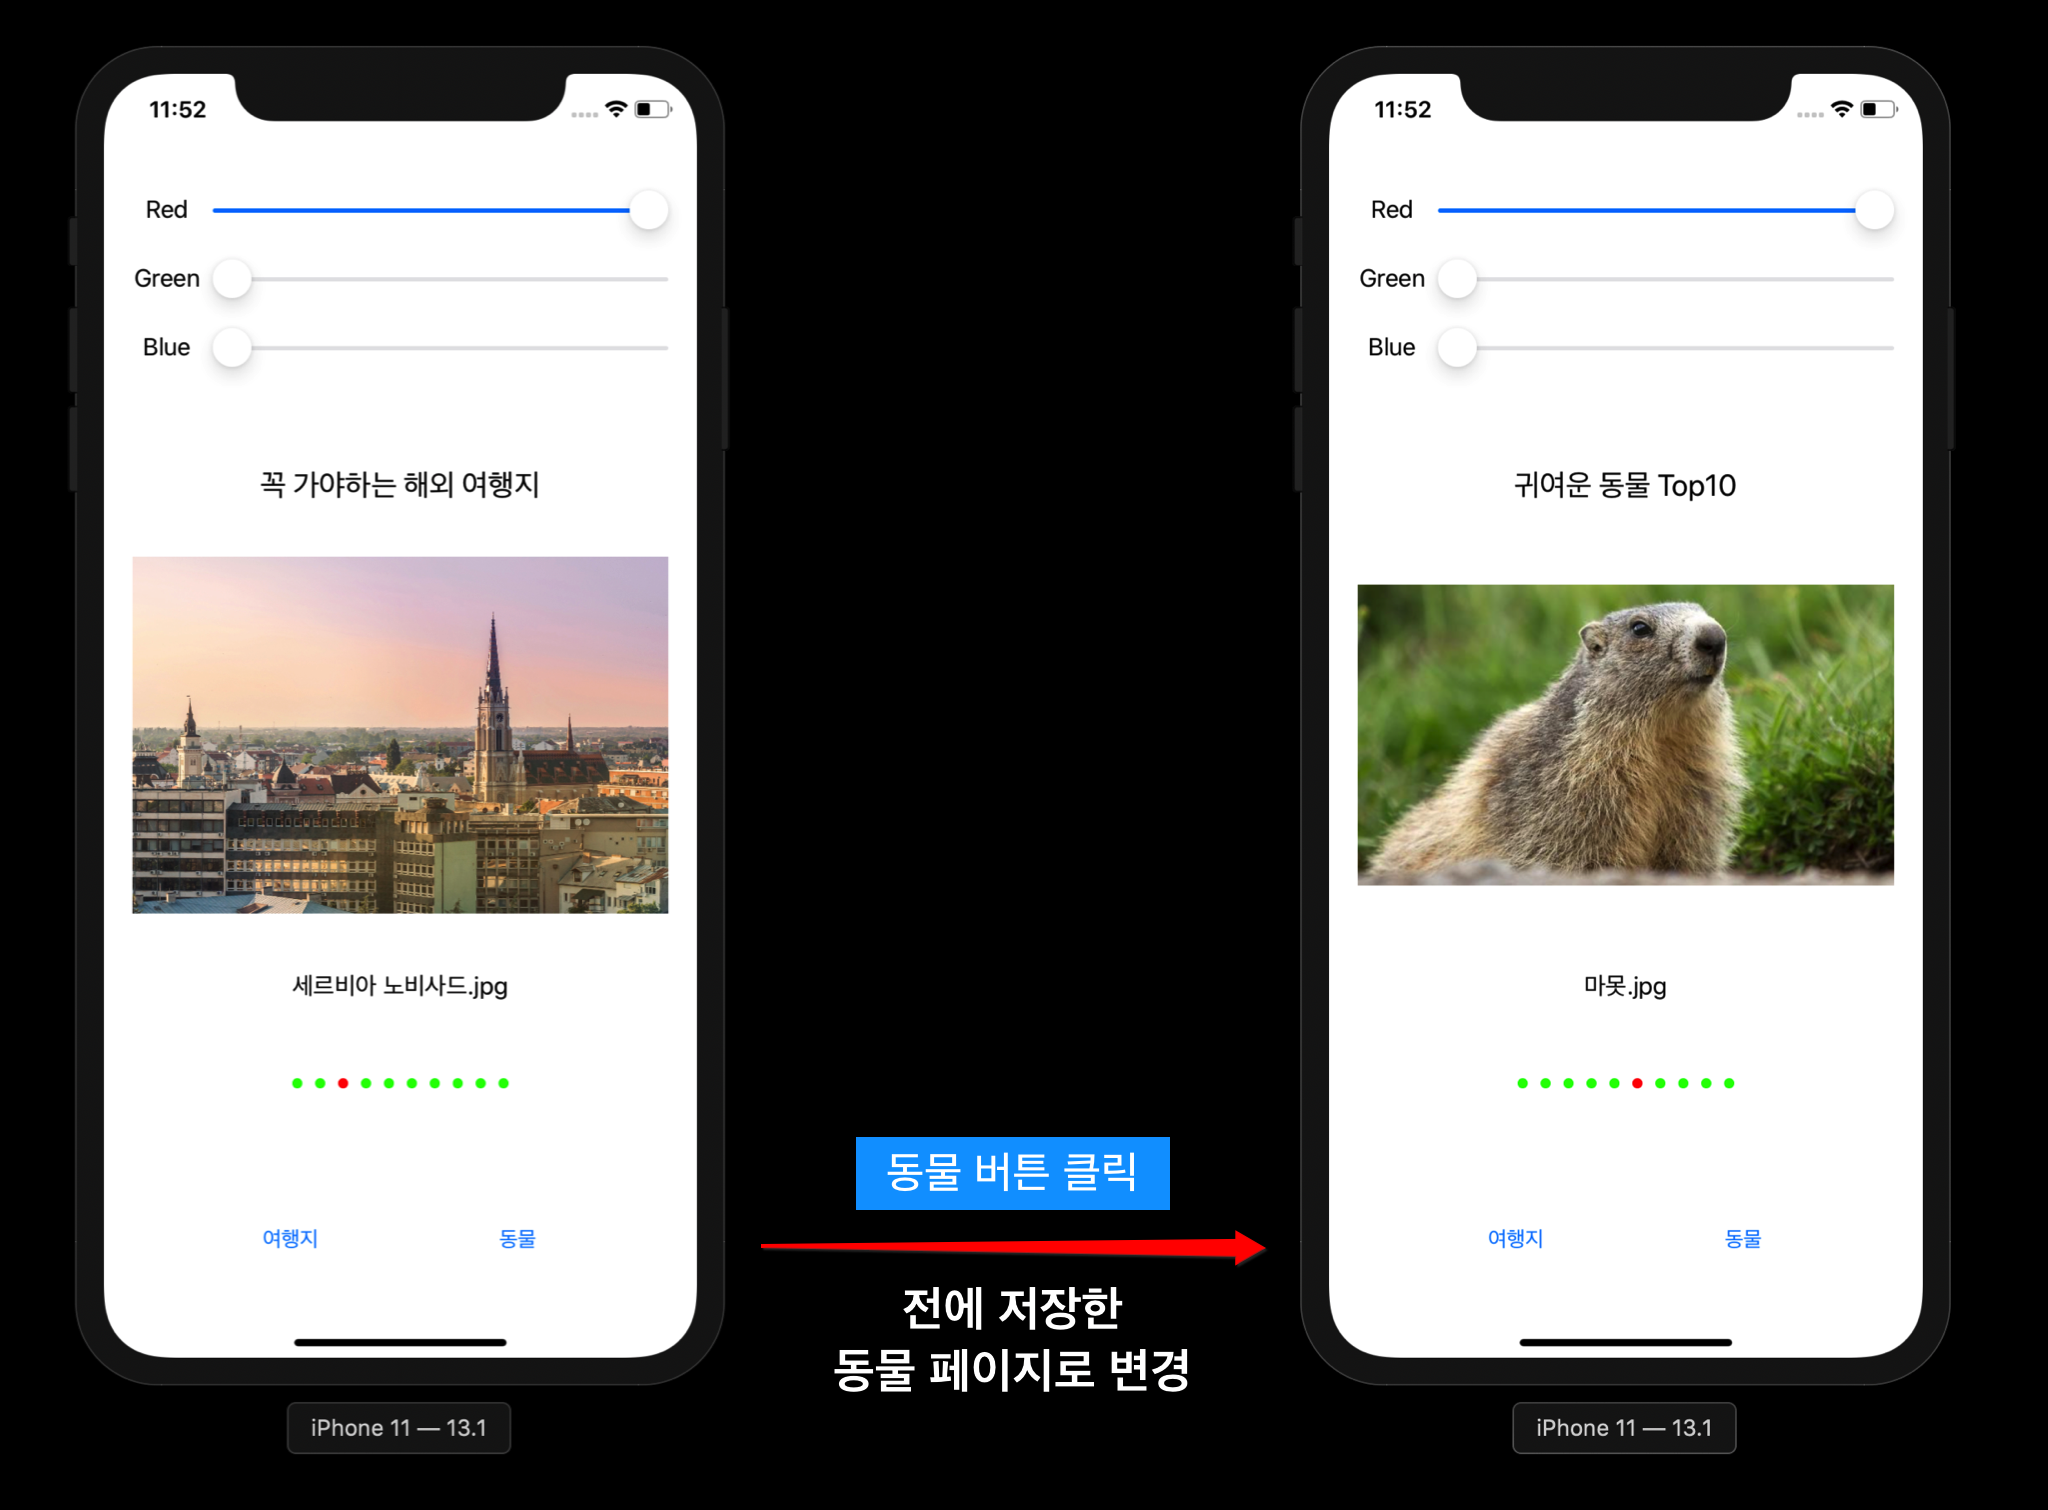 11:52
Red
Green
Blue
꼭 가야하는 해외 여행지
세르비아 노비사드.jpg
여행지 동물
iPhone 11 — 13.1
동물 버튼 클릭
전에 저장한
동물 페이지로 변경
11:52
Red
Green
Blue
귀여운 동물 Top10
마못.jpg
여행지 동물
iPhone 11 — 13.1